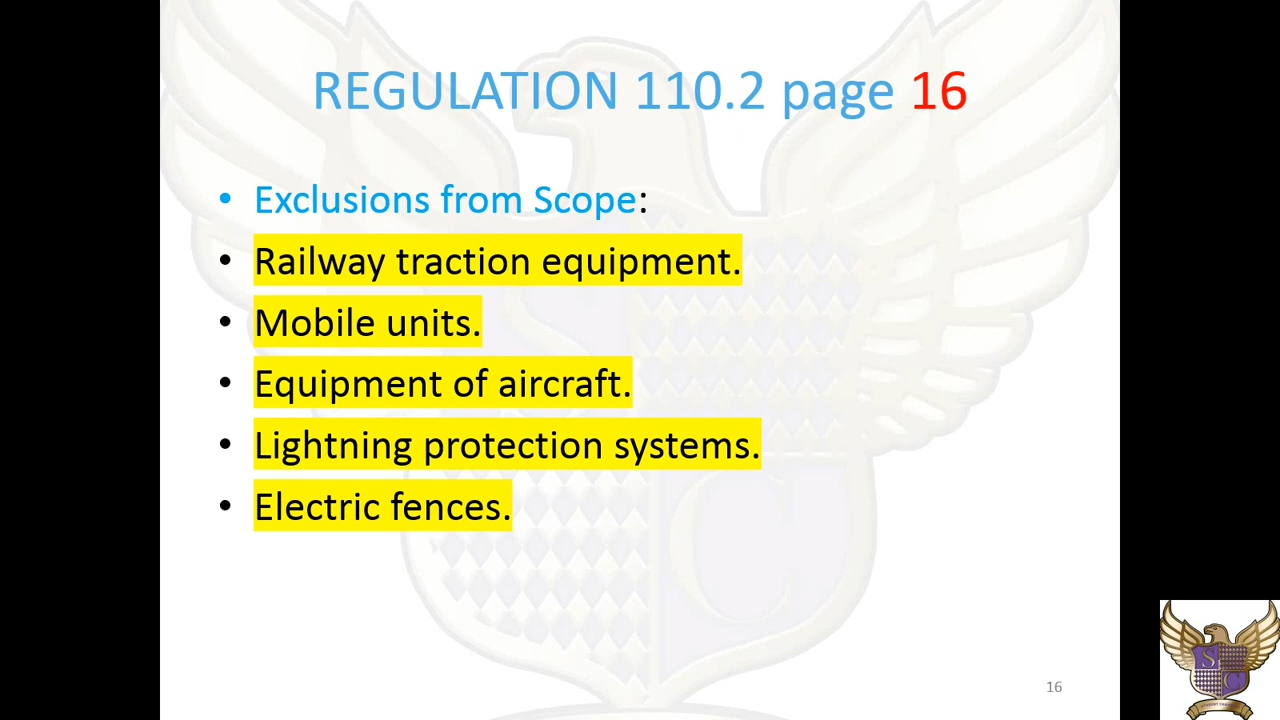 REGULATION 110.2 page 16
• Exclusions from Scope:
• Railway traction equipment.
• Mobile units.
• Equipment of aircraft.
• Lightning protection systems.
• Electric fences.
16
S
C
S
C